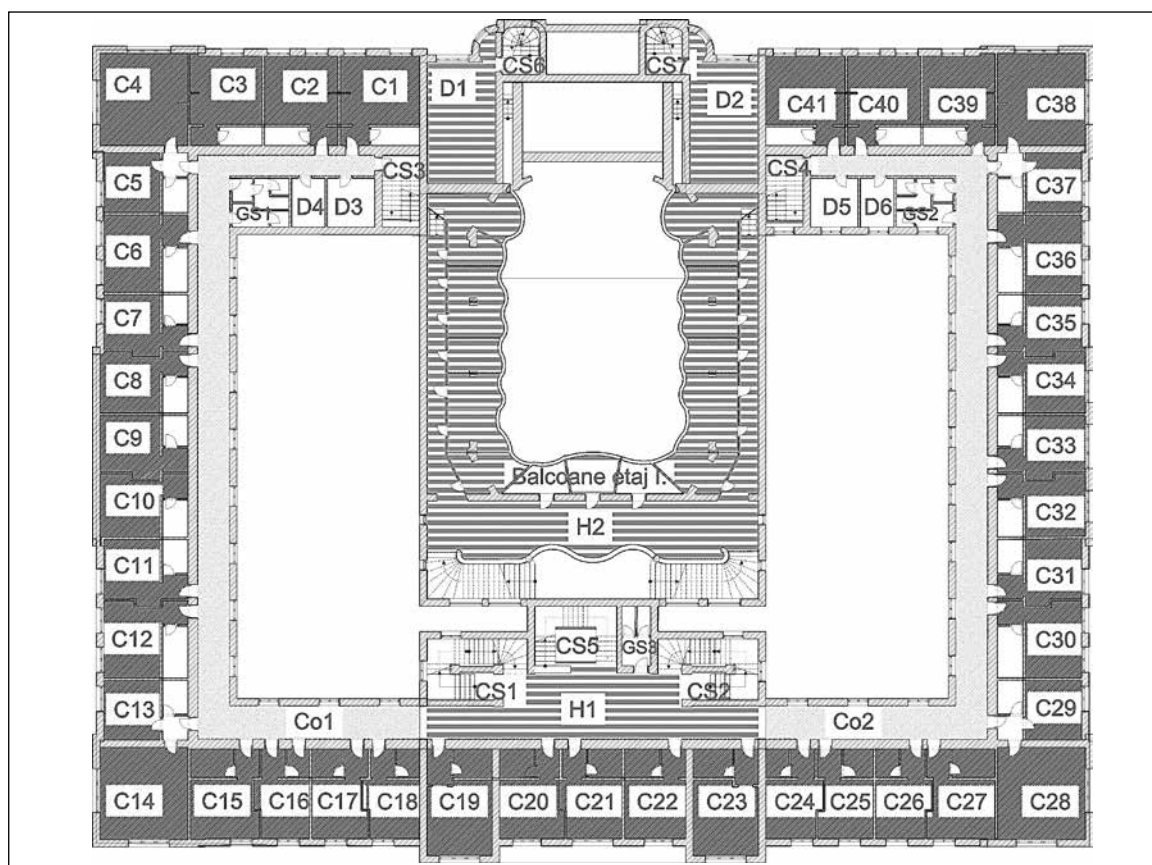 CS6 CS7
C4 C3 C2 C1 D1 D2 C41 C40 C39 C38
C5 CS3 CS4 C37
GS1 D4 D3 D5 D6 GS2
C6 C36
C7 C35
C8 C34
C9 C33
Balcoane etaj I.
C10 H2 C32
C11 C31
C12 CS5 GS3 C30
CS1 CS2
C13 Co1 H1 Co2 C29
C14 C15 C16 C17 C18 C19 C20 C21 C22 C23 C24 C25 C26 C27 C28